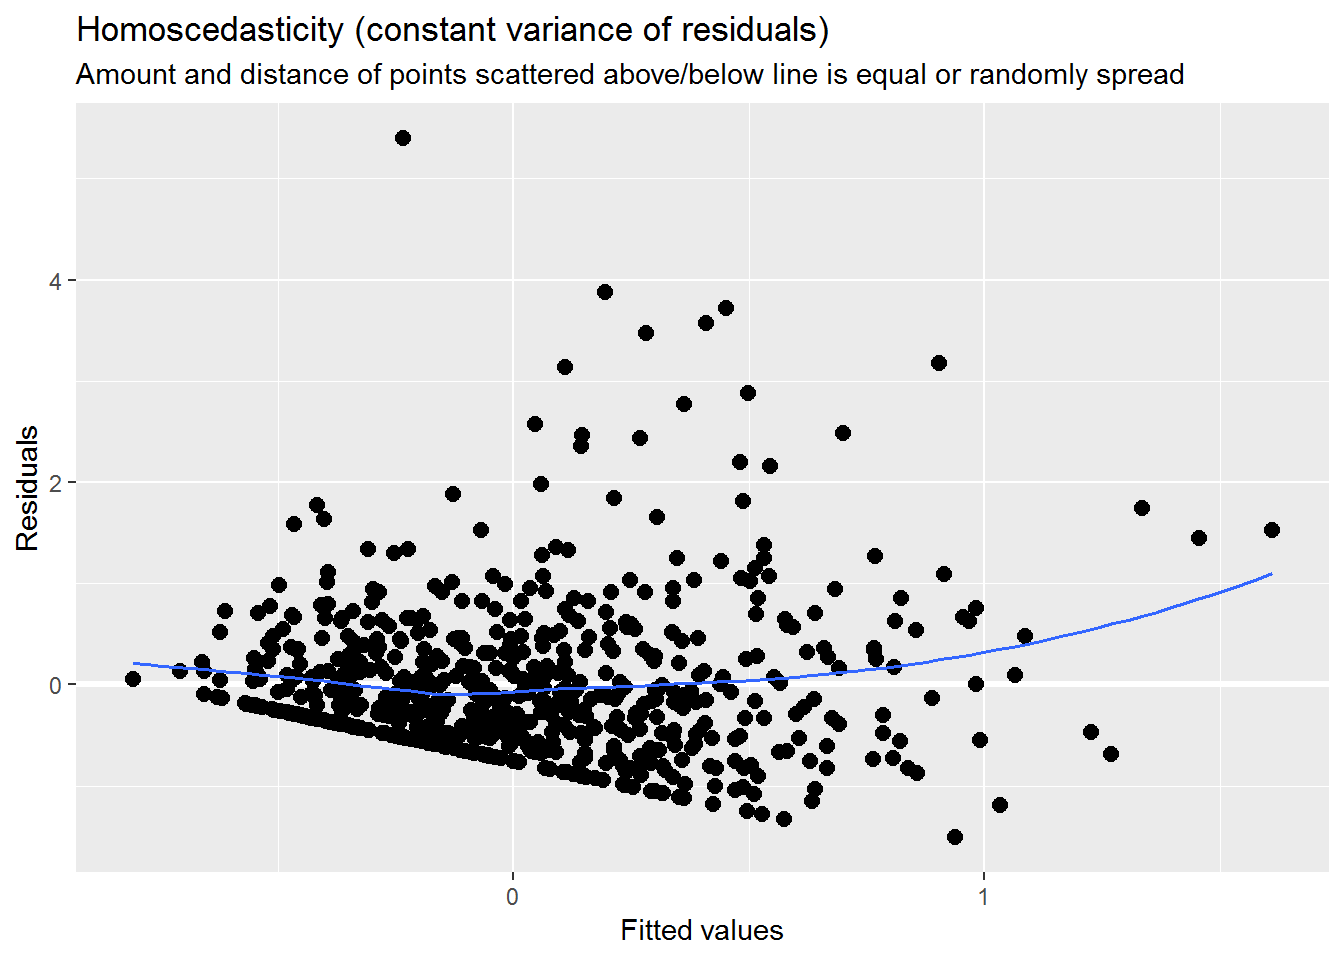 Homoscedasticity (constant variance of residuals)
Amount and distance of points scattered above/below line is equal or randomly spread
Residuals
4
2
0
0
1
Fitted values